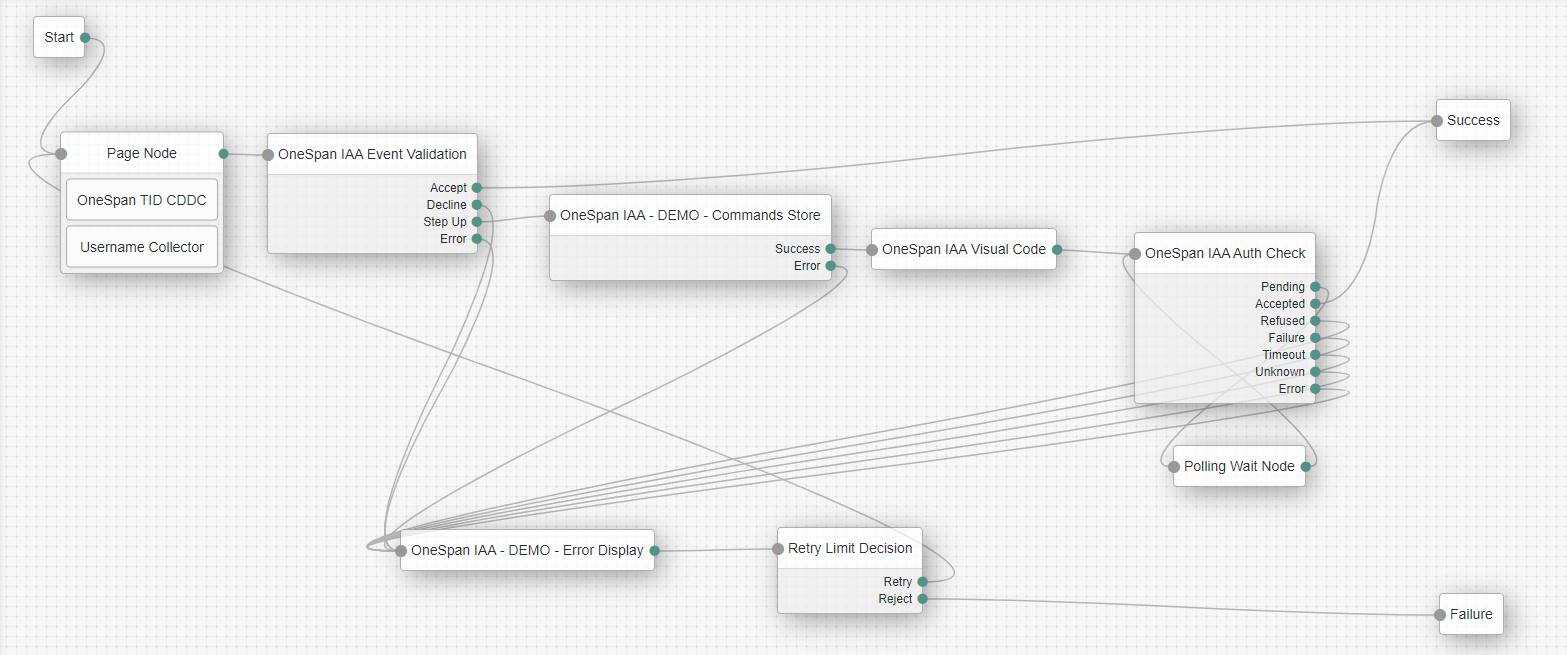 Start
Page Node
OneSpan TID CDDC
Username Collector
OneSpan IAA Event Validation
Accept
Decline
Step Up
Error
OneSpan IAA - DEMO - Commands Store
Success
Error
OneSpan IAA Visual Code
OneSpan IAA Auth Check
Pending
Accepted
Refused
Failure
Timeout
Unknown
Error
Success
Polling Wait Node
OneSpan IAA - DEMO - Error Display
Retry Limit Decision
Retry
Reject
Failure